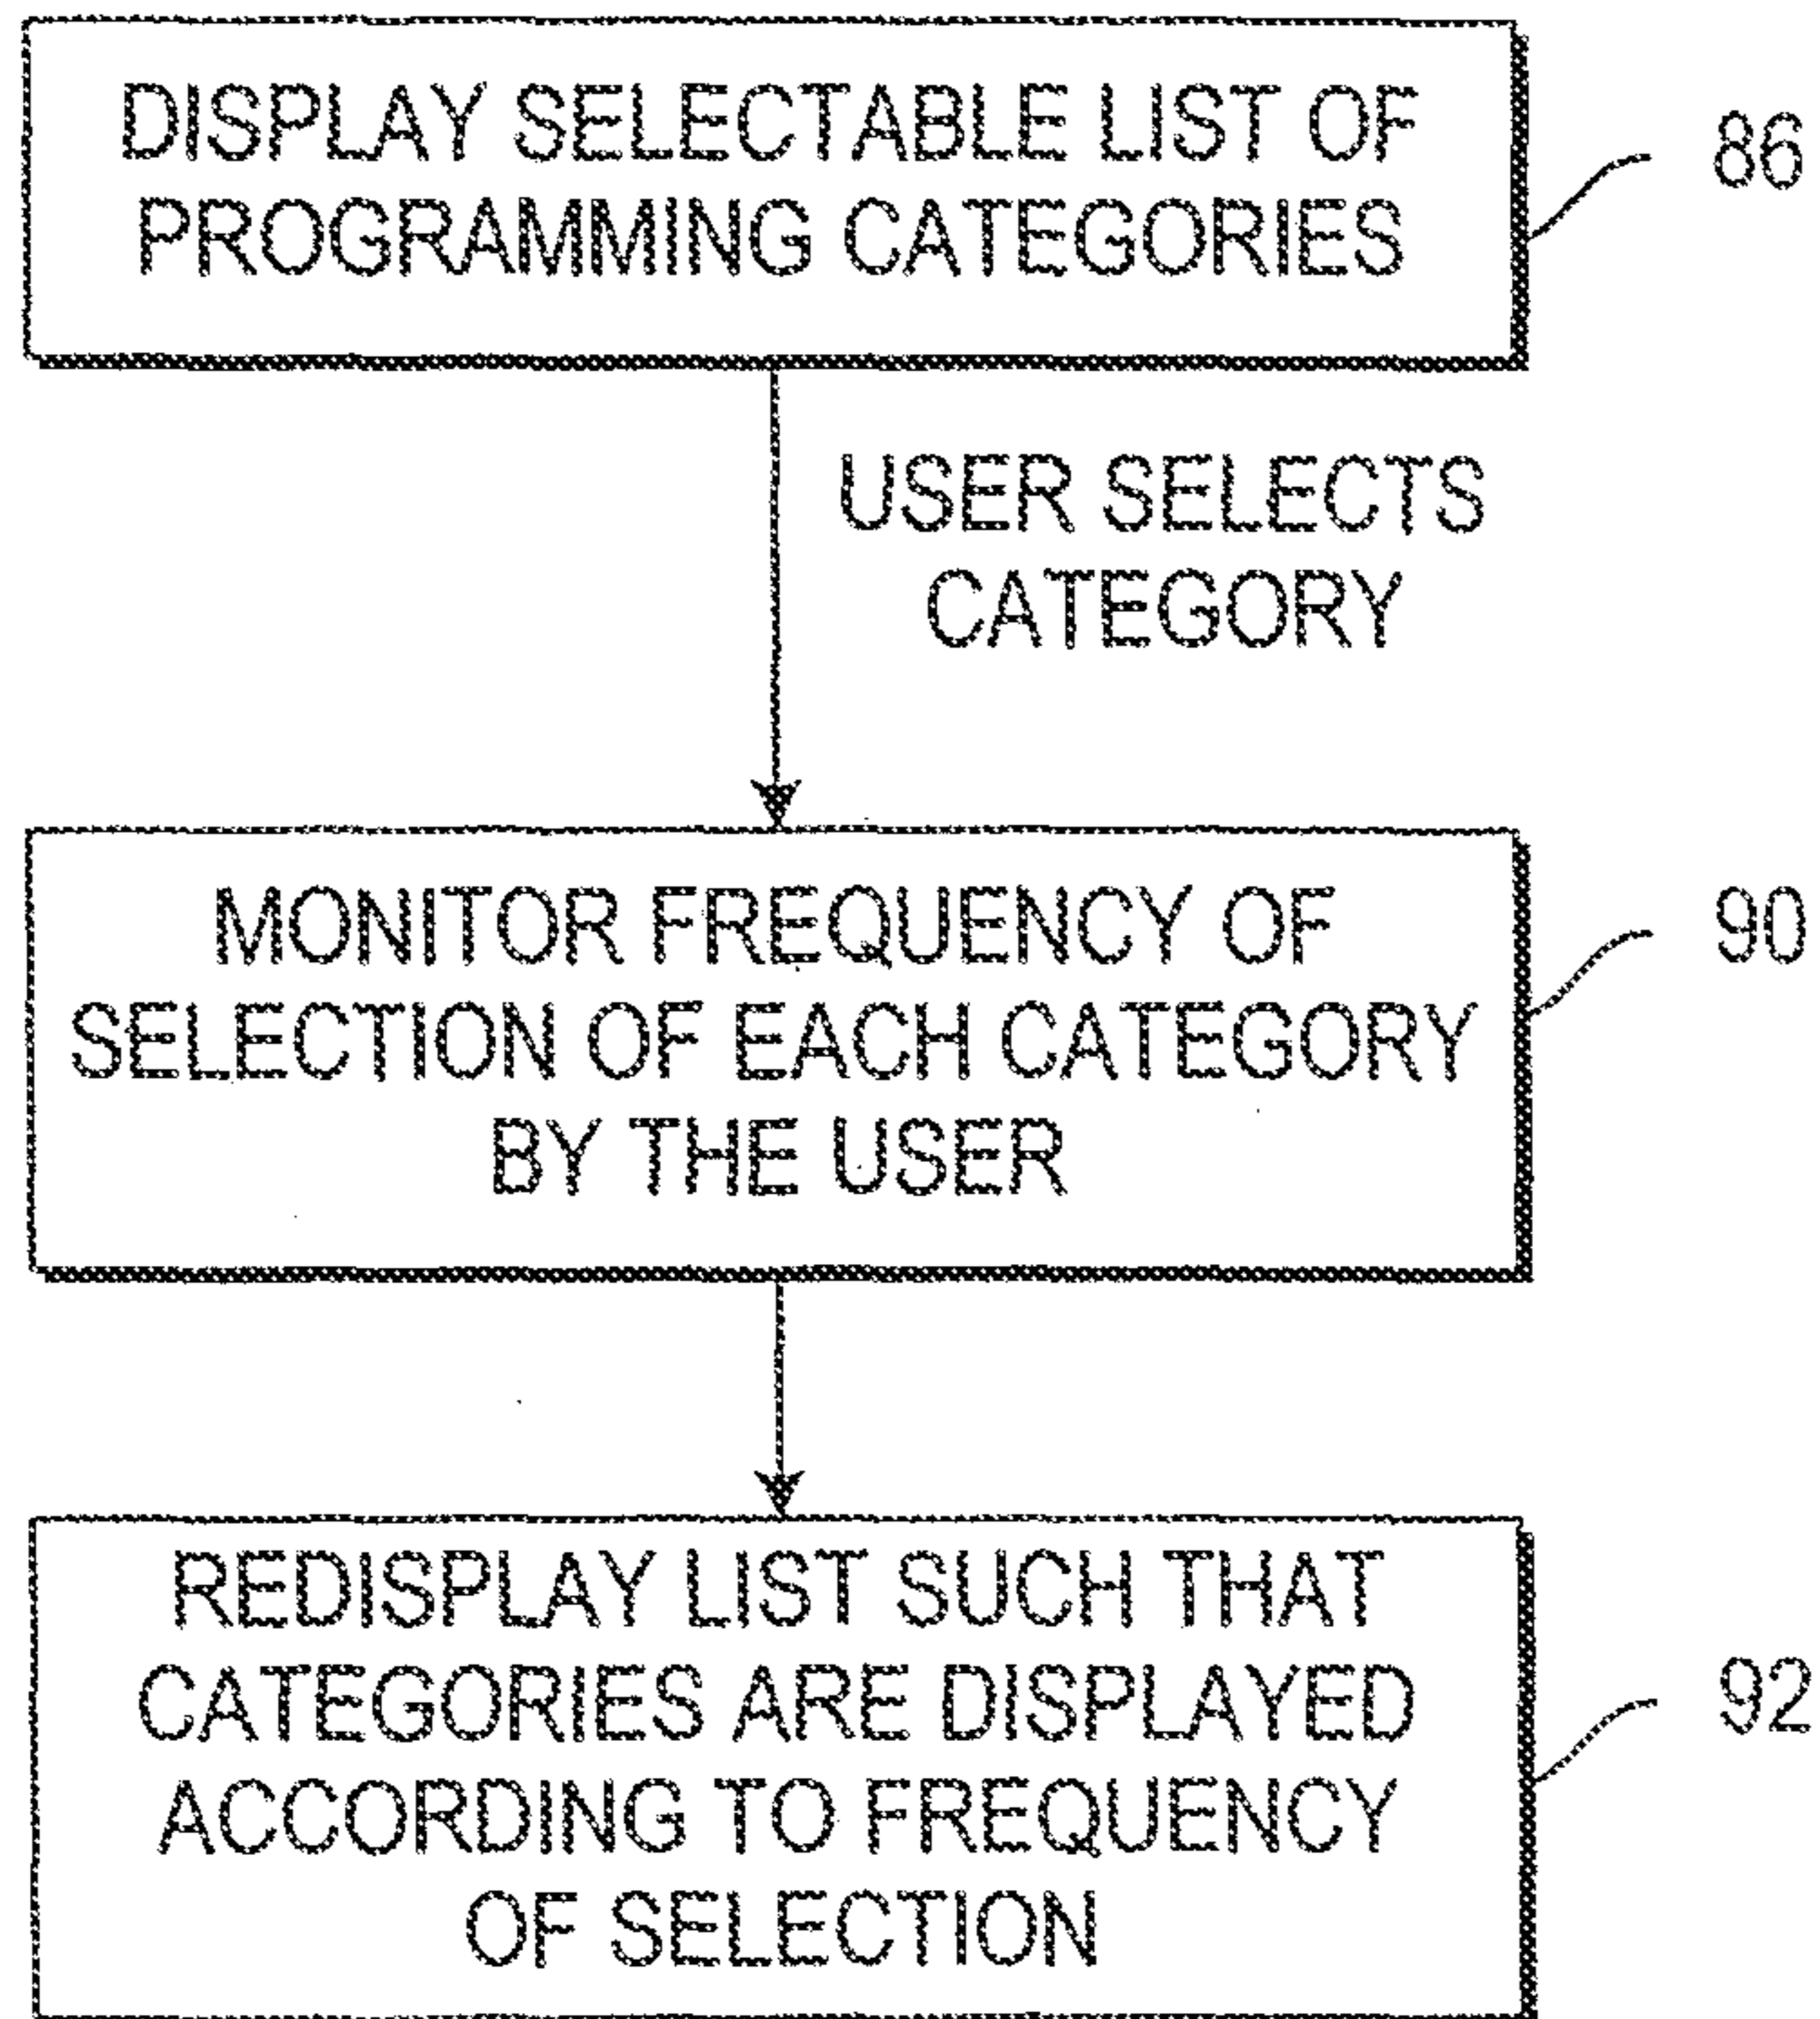 DISPLAY SELECTABLE LIST OF
PROGRAMMING CATEGORIES
86
USER SELECTS
CATEGORY
MONITOR FREQUENCY OF
SELECTION OF EACH CATEGORY
BY THE USER
90
REDISPLAY LIST SUCH THAT
CATEGORIES ARE DISPLAYED
ACCORDING TO FREQUENCY
OF SELECTION
92